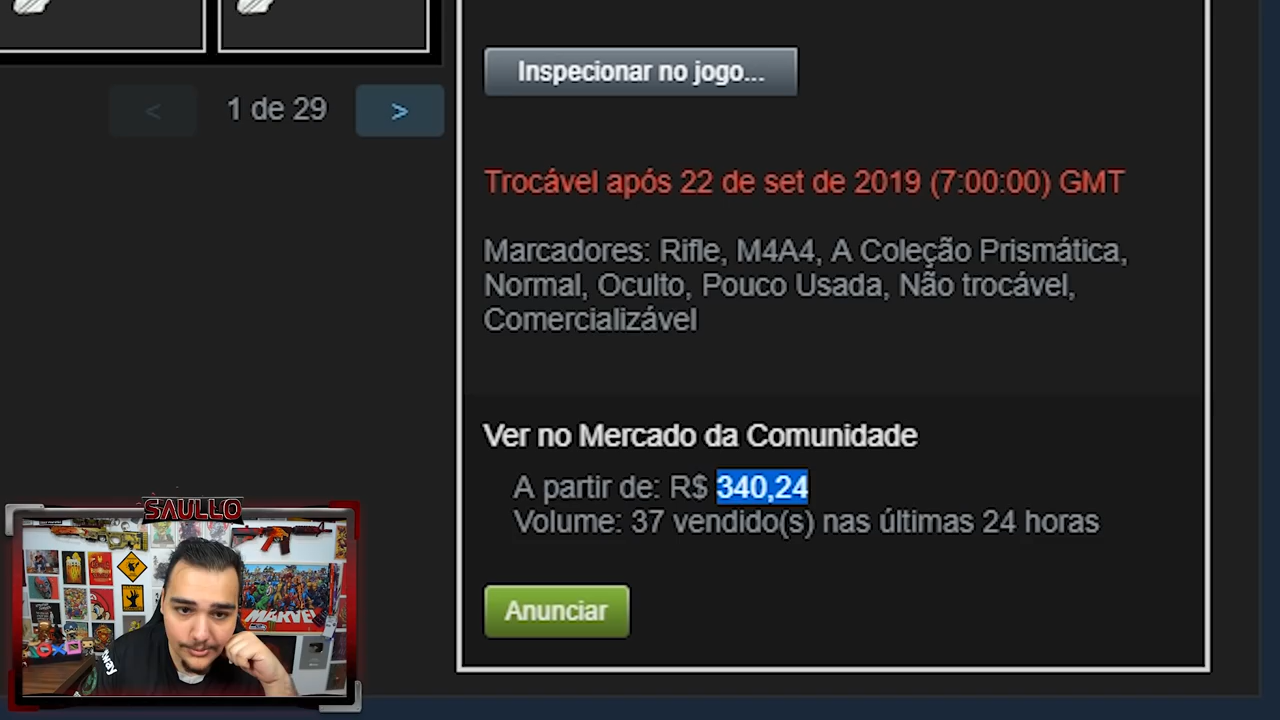 Inspecionar no jogo...
< 1 de 29 >
Trocável após 22 de set de 2019 (7:00:00) GMT
Marcadores: Rifle, M4A4, A Coleção Prismática,
Normal, Oculto, Pouco Usada, Não trocável,
Comercializável
Ver no Mercado da Comunidade
A partir de: R$ 340,24
Volume: 37 vendido(s) nas últimas 24 horas
Anunciar
SAULLO
MARVEL